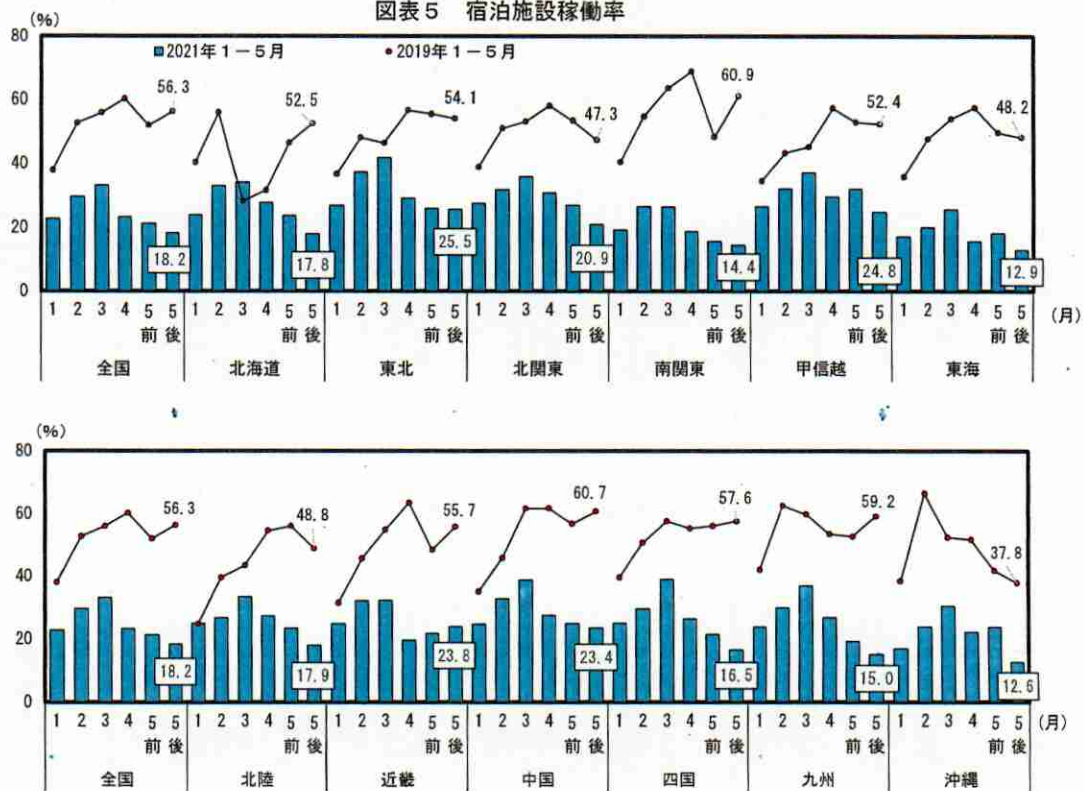 図表5 宿泊施設稼働率
(%)
80
2021年1－5月 2019年1－5月
60
40
20
0
56.3 52.5 54.1 47.3 60.9 52.4 48.2
18.2 17.8 25.5 20.9 14.4 24.8 12.9
1 2 3 4 5 5 1 2 3 4 5 5 1 2 3 4 5 5 1 2 3 4 5 5 1 2 3 4 5 5 1 2 3 4 5 5 1 2 3 4 5 5 (月)
前 後 前 後 前 後 前 後 前 後 前 後 前 後
全国 北海道 東北 北関東 南関東 甲信越 東海
(%)
80
60
40
20
0
56.3 48.8 55.7 60.7 57.6 59.2 37.8
18.2 17.9 23.8 23.4 16.5 15.0 12.6
1 2 3 4 5 5 1 2 3 4 5 5 1 2 3 4 5 5 1 2 3 4 5 5 1 2 3 4 5 5 1 2 3 4 5 5 1 2 3 4 5 5 (月)
前 後 前 後 前 後 前 後 前 後 前 後 前 後
全国 北陸 近畿 中国 四国 九州 沖縄